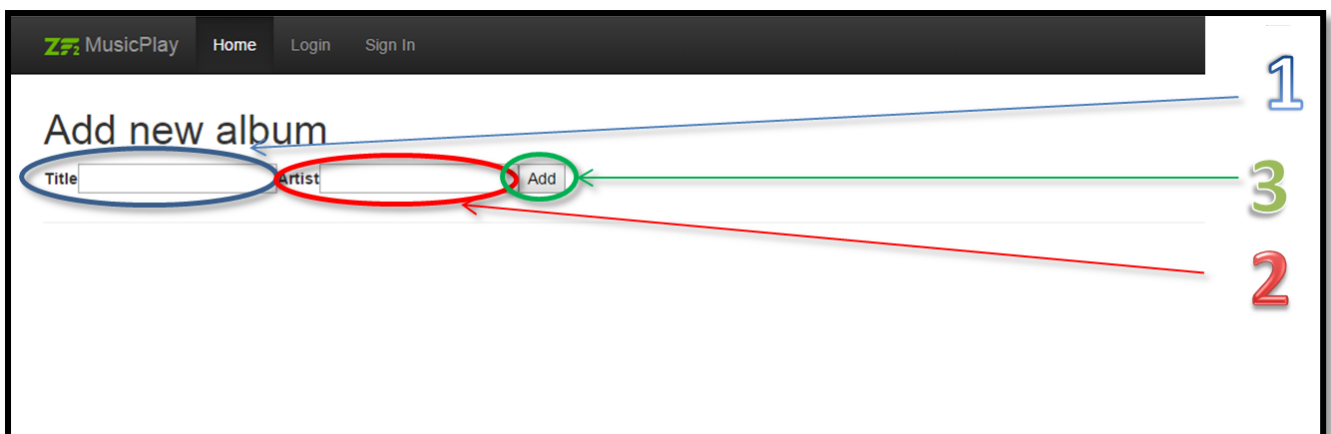 ZF2 MusicPlay Home Login Sign In
1
Add new album
Title Artist Add
3
2